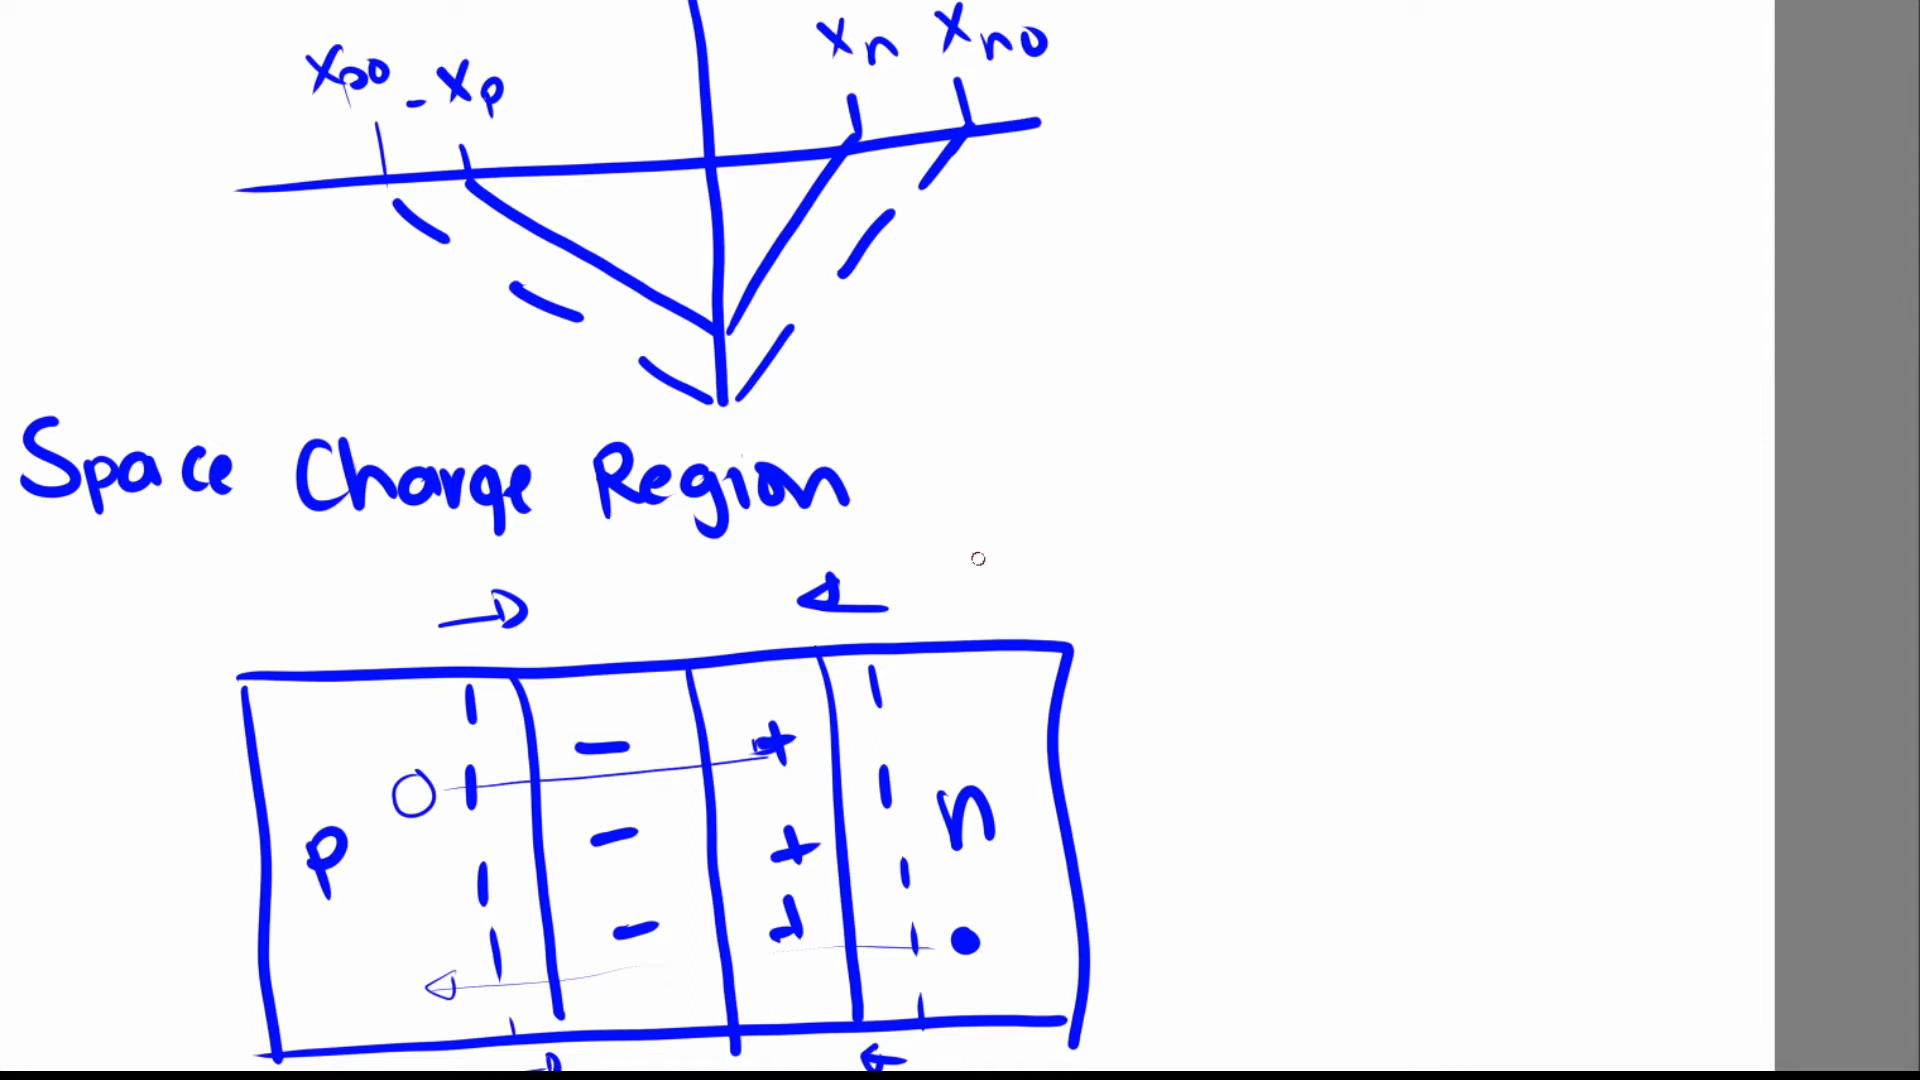 xpo -xp xn xno
Space Charge Region
- +
p - + n
- +